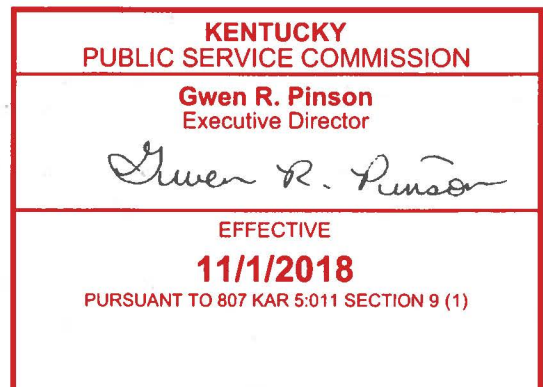 KENTUCKY
PUBLIC SERVICE COMMISSION
Gwen R. Pinson
Executive Director
Gwen R. Pinson
EFFECTIVE
11/1/2018
PURSUANT TO 807 KAR 5:011 SECTION 9 (1)